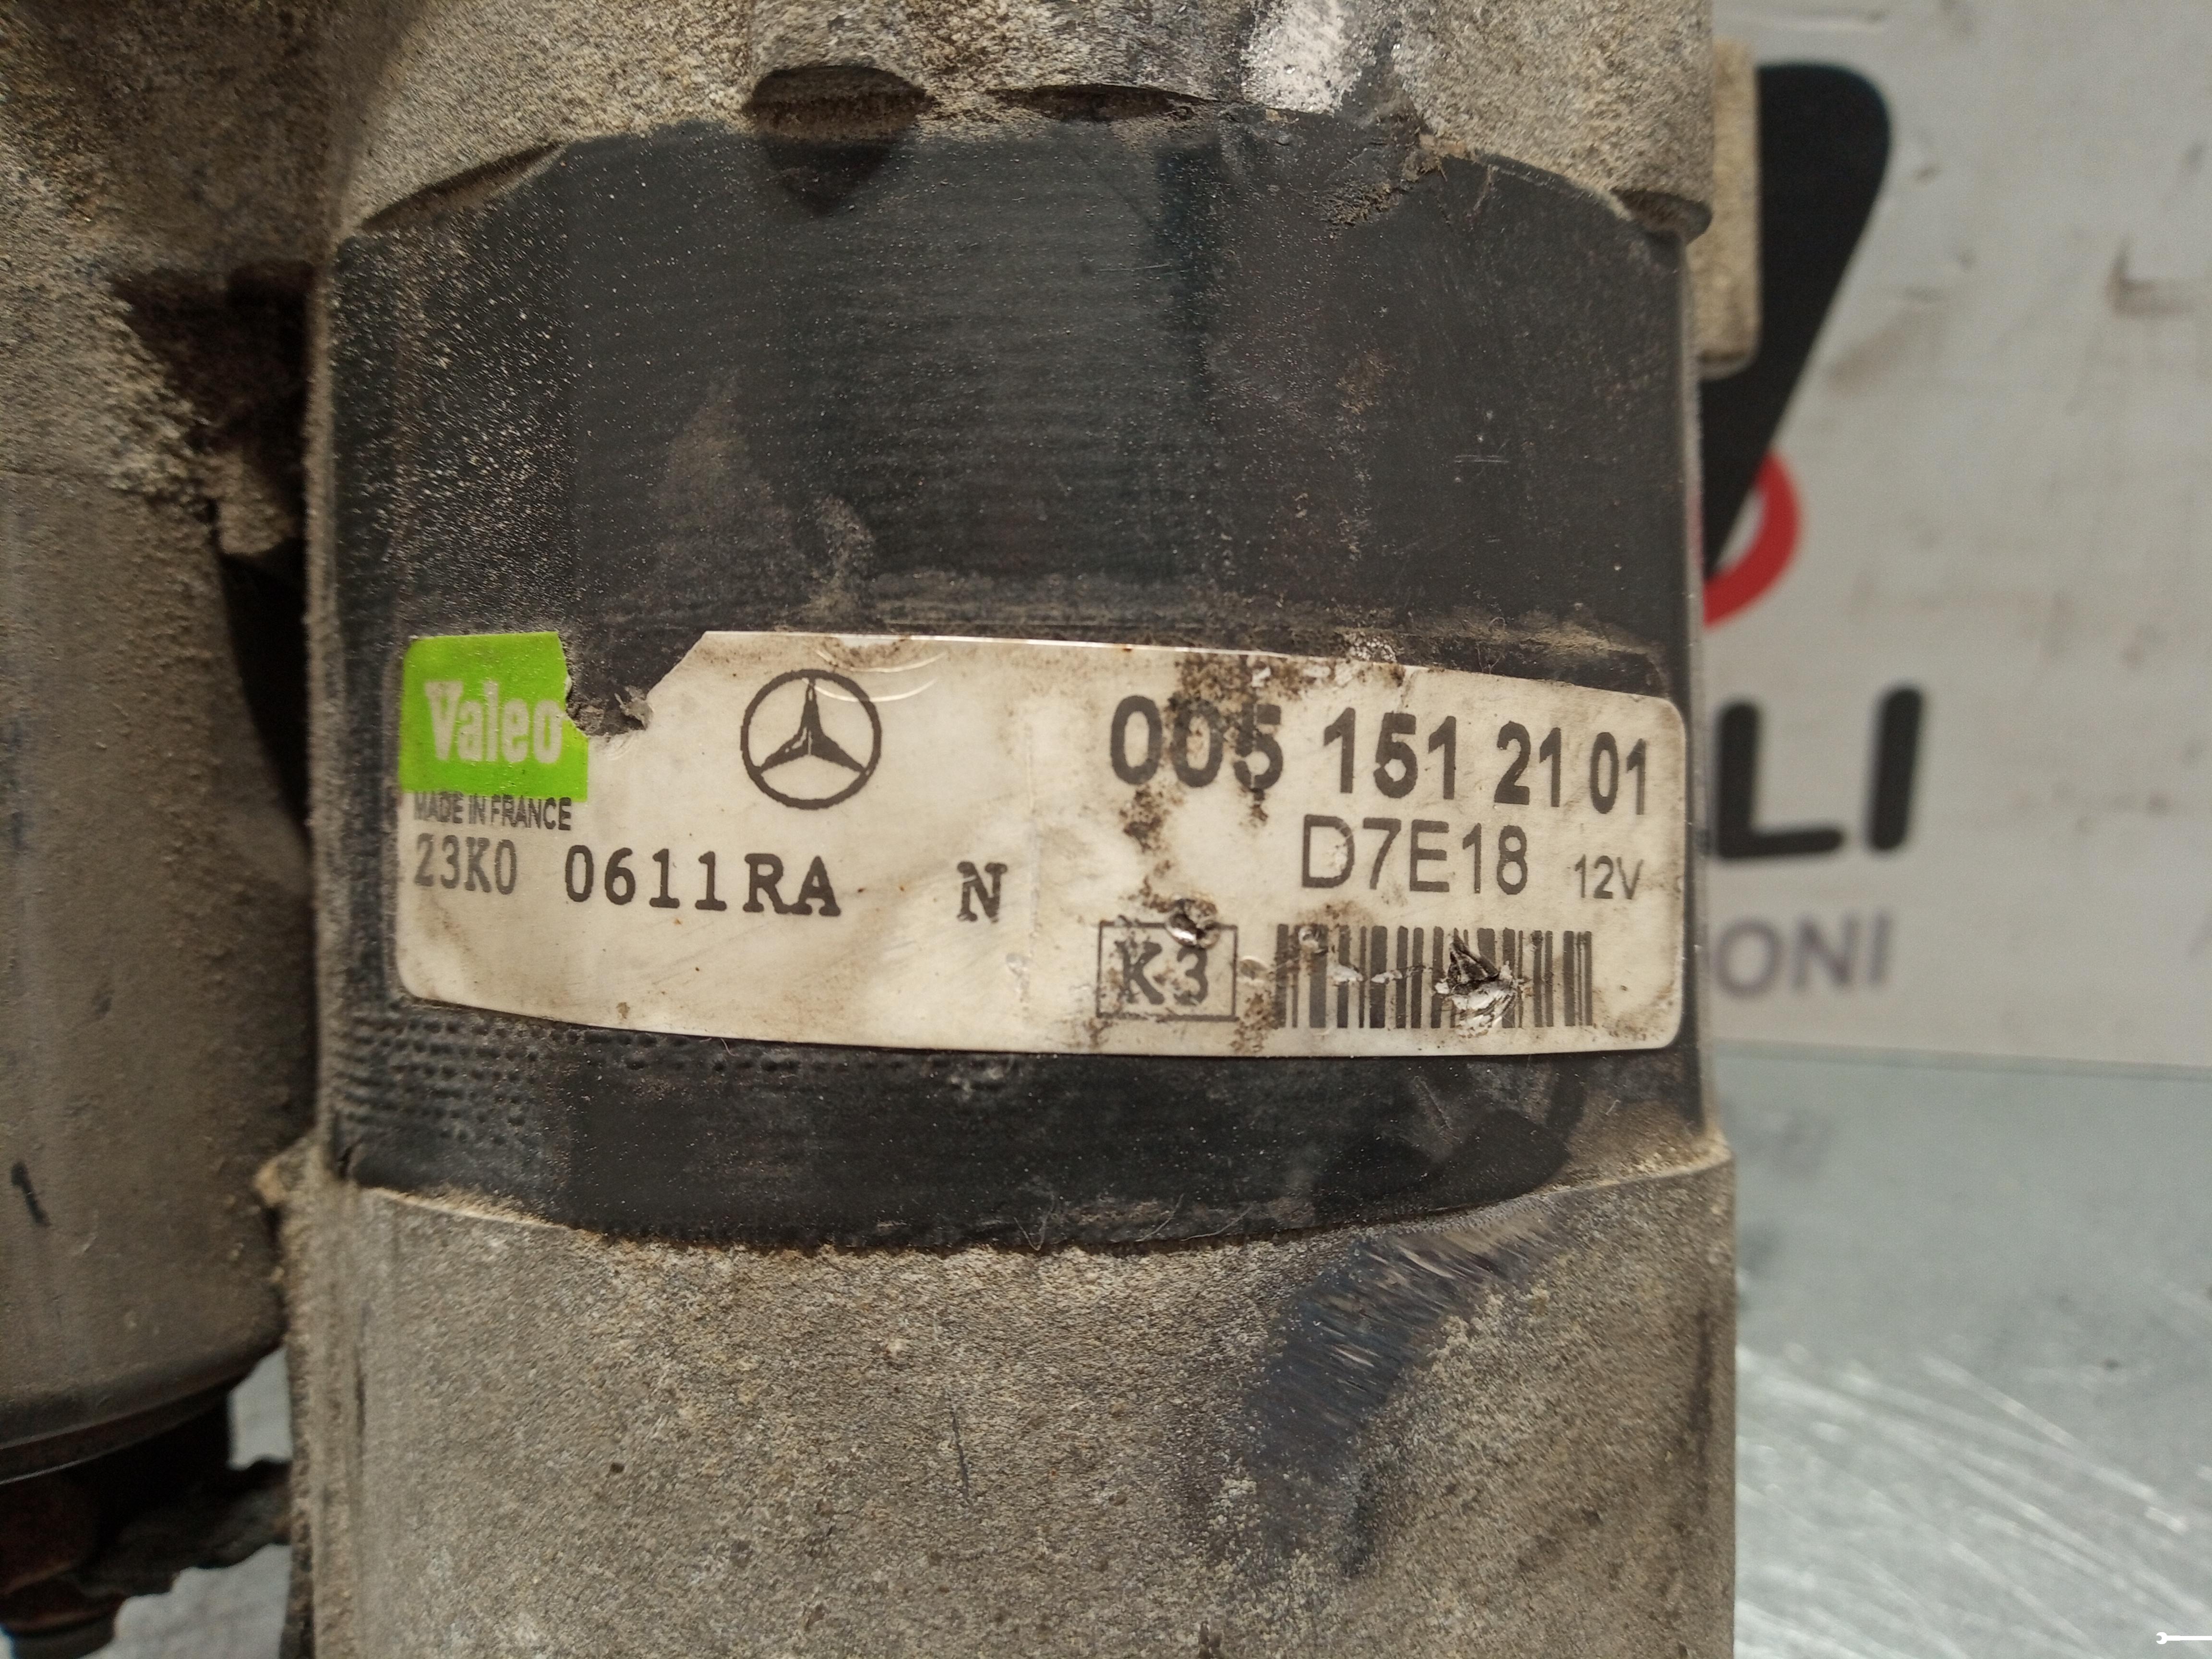 Valeo
MADE IN FRANCE
23K0 0611RA N
005 151 21 01
D7E18 12V
K3
LI
ONI